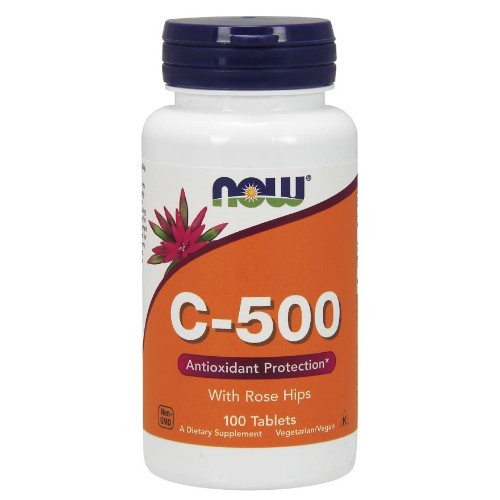 NOW®
C-500
Antioxidant Protection*
With Rose Hips
100 Tablets
Non-
GMO
A Dietary Supplement Vegetarian/Vegan
K